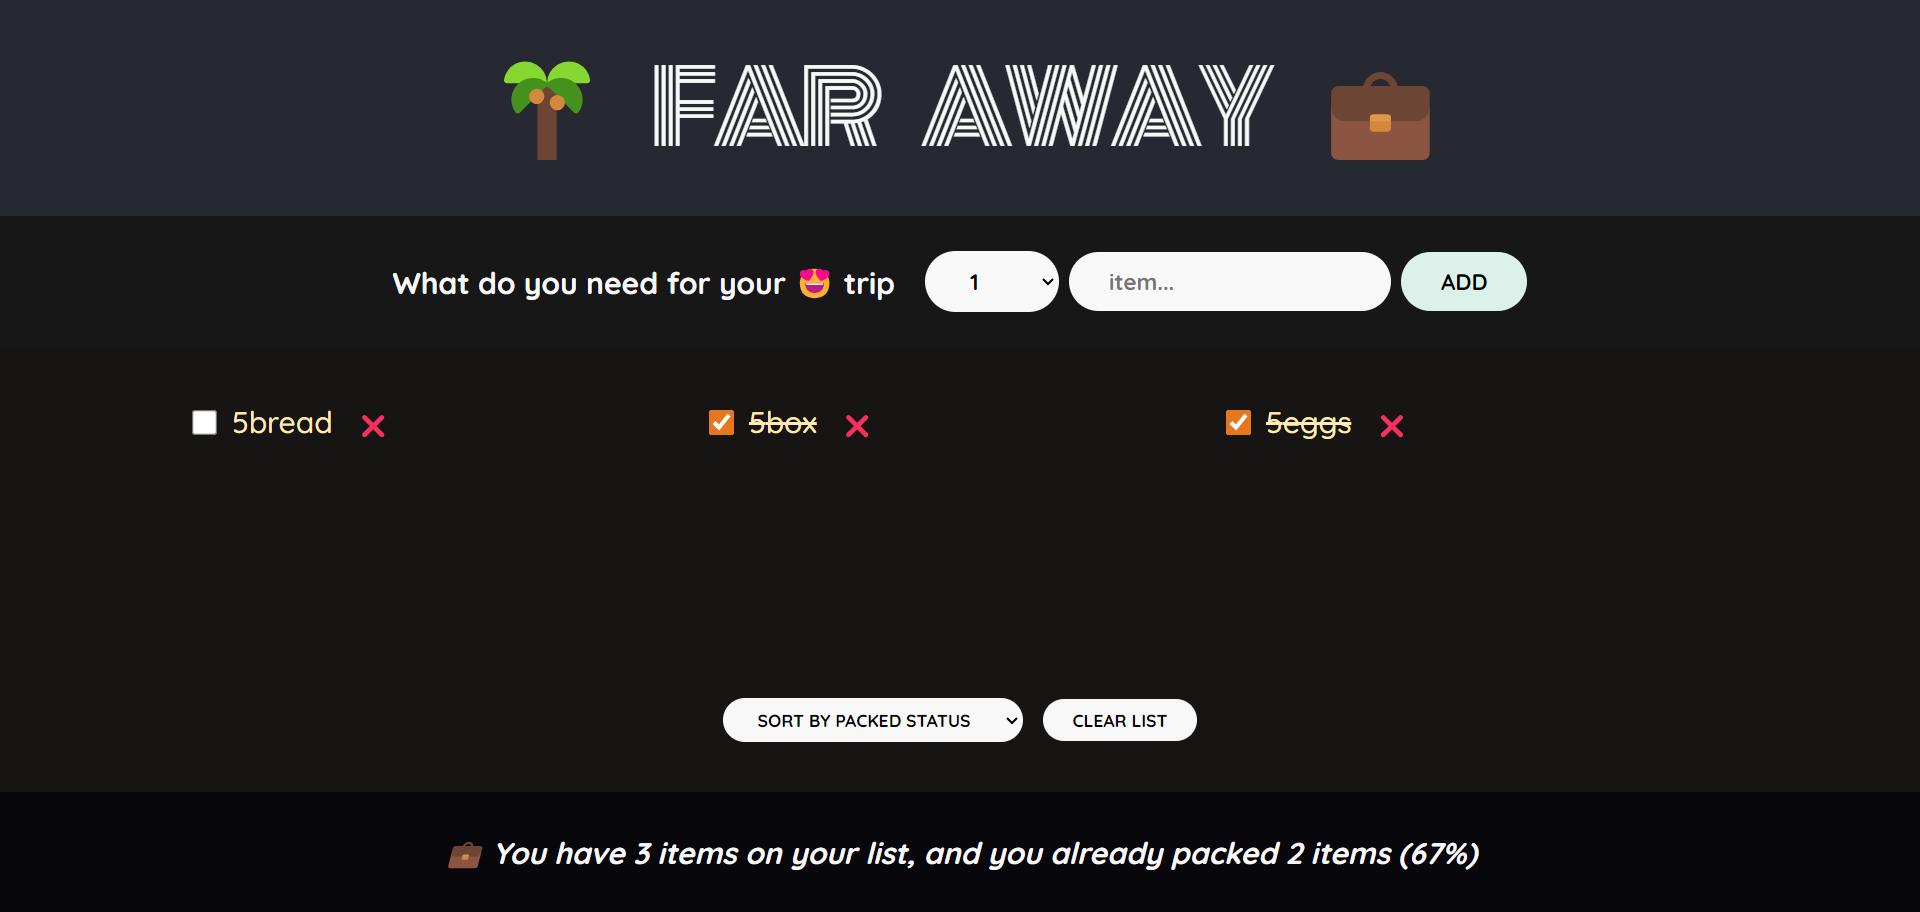 🌴 FAR AWAY 💼
What do you need for your 😍 trip 1 item... ADD
5bread ❌ 5box ❌ 5eggs ❌
SORT BY PACKED STATUS CLEAR LIST
💼 You have 3 items on your list, and you already packed 2 items (67%)